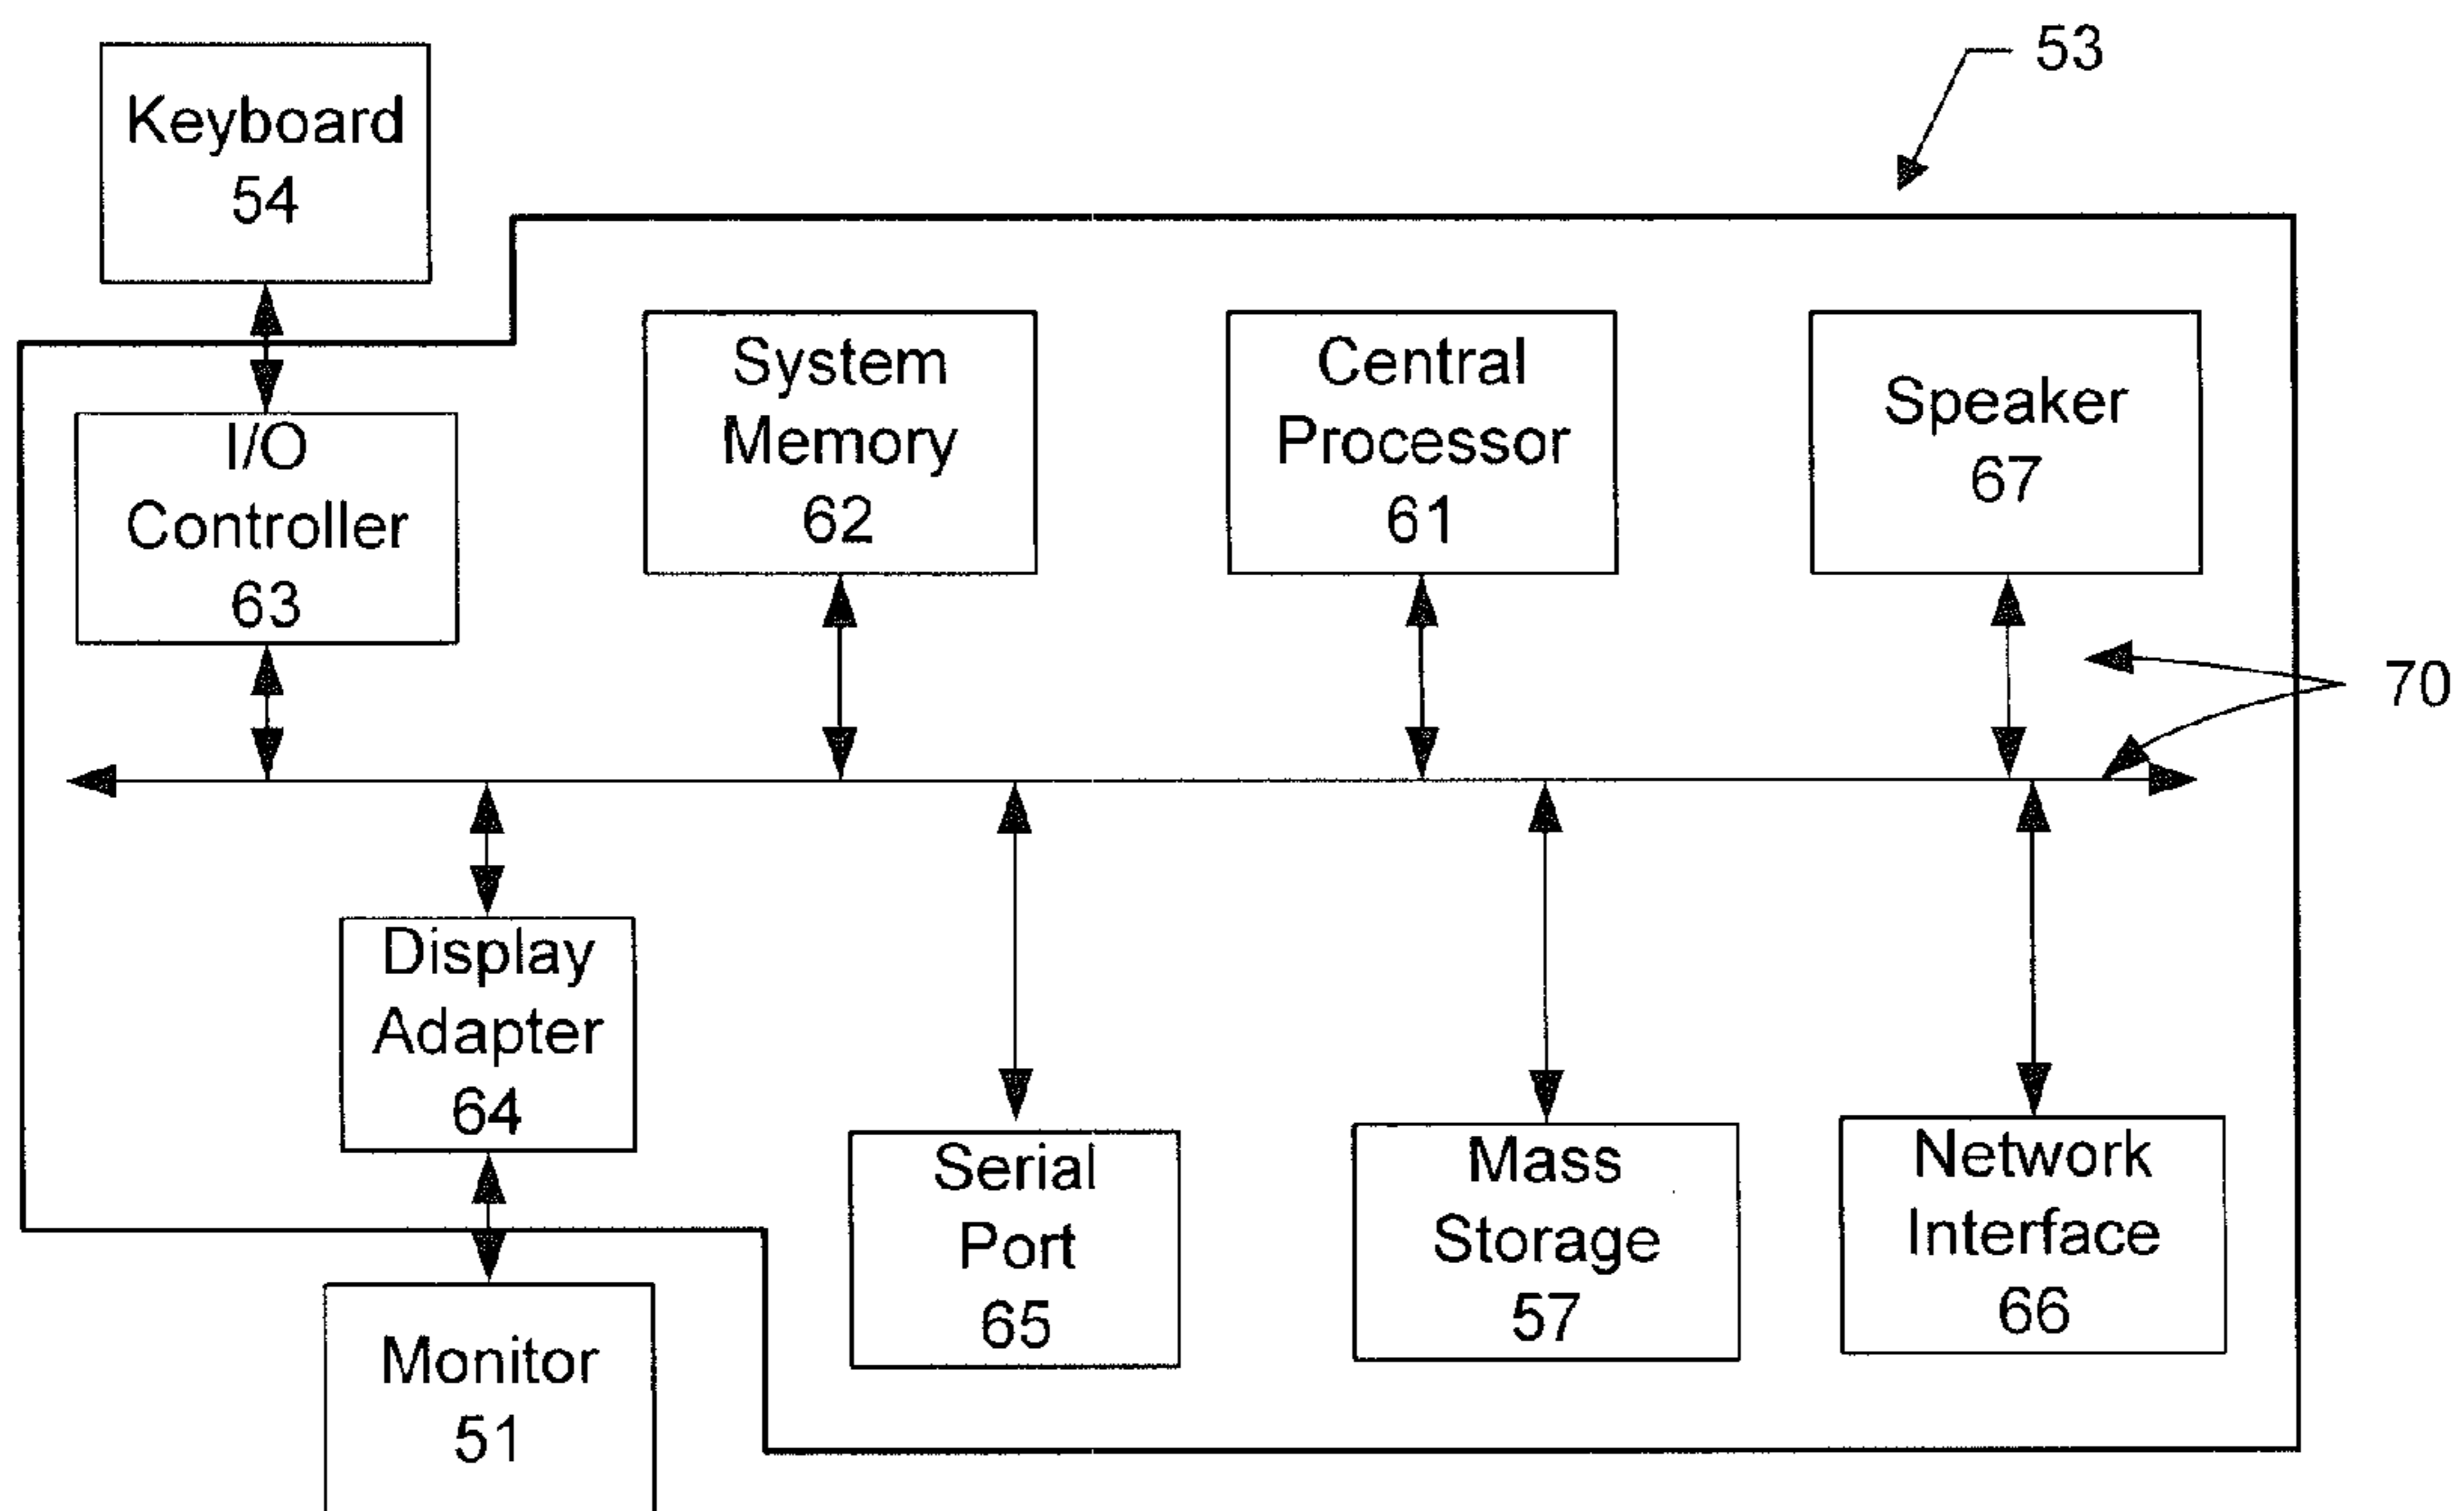 53
Keyboard
54
System
Memory
62
Central
Processor
61
Speaker
67
I/O
Controller
63
70
Display
Adapter
64
Serial
Port
65
Mass
Storage
57
Network
Interface
66
Monitor
51